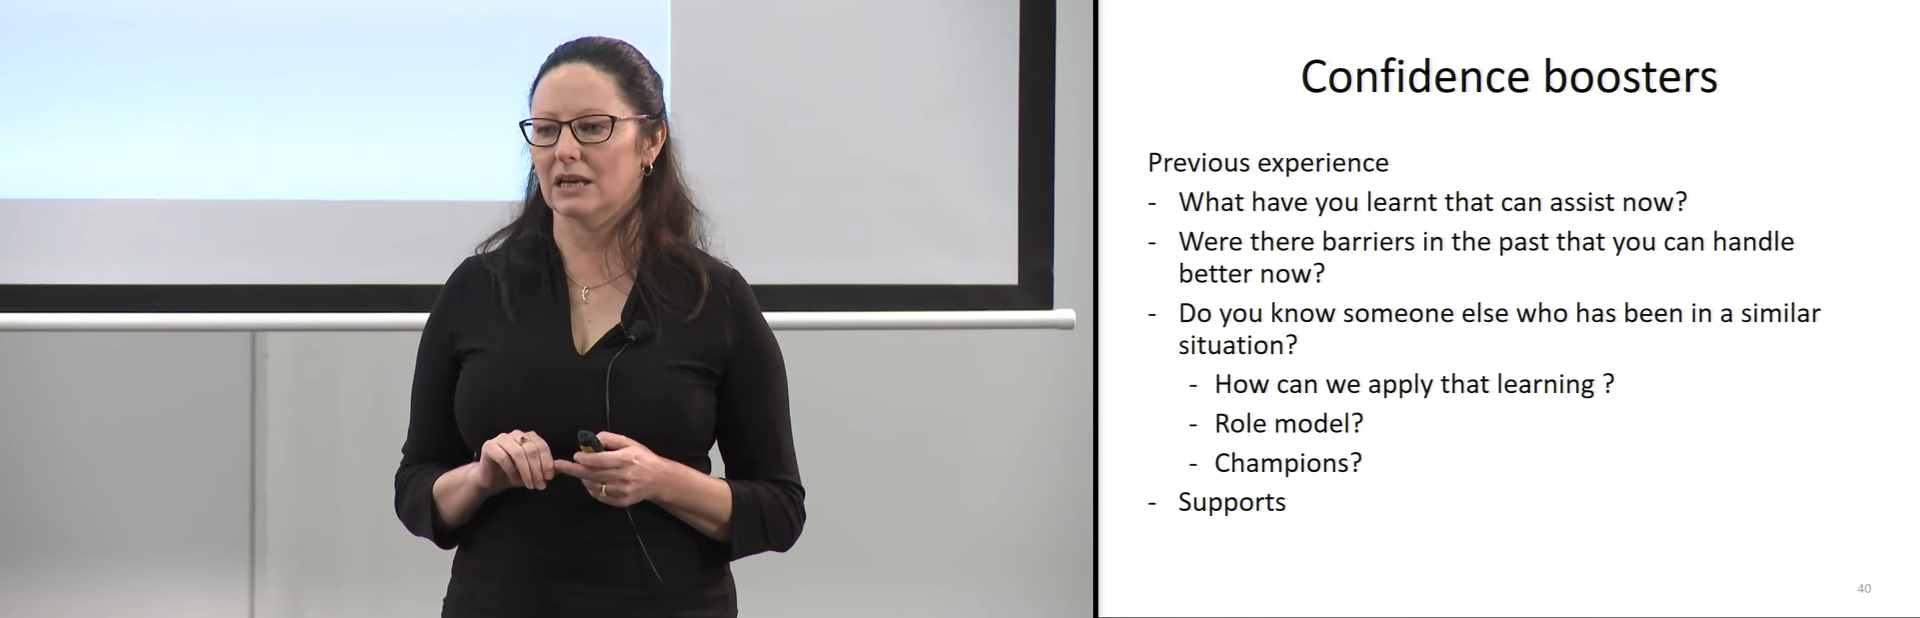 Confidence boosters
Previous experience
- What have you learnt that can assist now?
- Were there barriers in the past that you can handle
better now?
- Do you know someone else who has been in a similar
situation?
- How can we apply that learning ?
- Role model?
- Champions?
- Supports
40